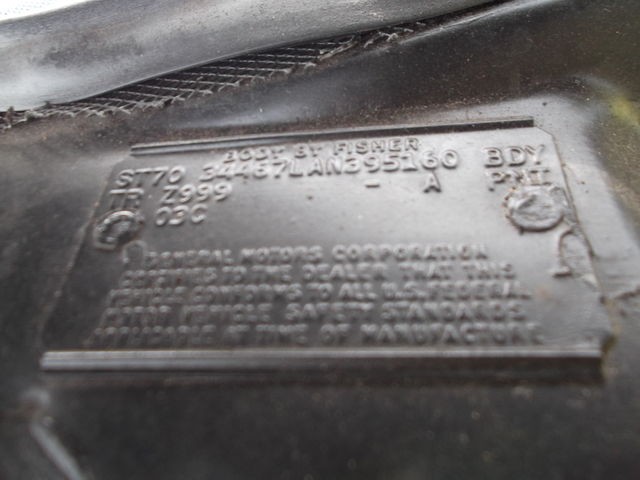 BODY BY FISHER
ST70 34467LAN395160 BDY
TR Z999 - A PNT
03C
GENERAL MOTORS CORPORATION
CERTIFIES TO THE DEALER THAT THIS
VEHICLE CONFORMS TO ALL U.S. FEDERAL
MOTOR VEHICLE SAFETY STANDARDS
APPLICABLE AT TIME OF MANUFACTURE